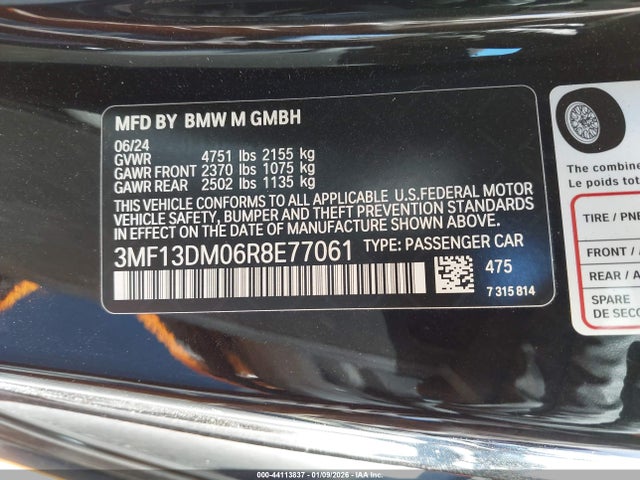 MFD BY BMW M GMBH
06/24
GVWR 4751 lbs 2155 kg
GAWR FRONT 2370 lbs 1075 kg
GAWR REAR 2502 lbs 1135 kg
THIS VEHICLE CONFORMS TO ALL APPLICABLE U.S.FEDERAL MOTOR
VEHICLE SAFETY, BUMPER AND THEFT PREVENTION STANDARDS
IN EFFECT ON THE DATE OF MANUFACTURE SHOWN ABOVE.
3MF13DM06R8E77061 TYPE: PASSENGER CAR
475
7 315 814
The combine
Le poids tot
TIRE / PNE
FRONT /
REAR / A
SPARE
DE SECO
00-44113837 - 01/09/2026 - © IAA Inc.